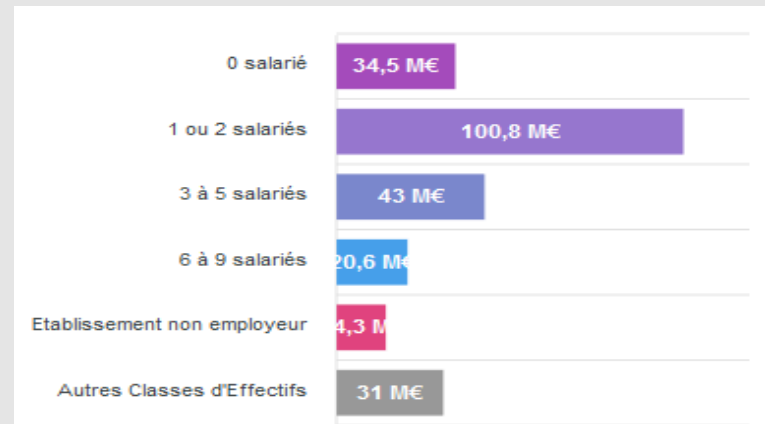 0 salarié
34,5 M€
1 ou 2 salariés
100,8 M€
3 à 5 salariés
43 M€
6 à 9 salariés
20,6 M€
Etablissement non employeur
4,3 M
Autres Classes d'Effectifs
31 M€